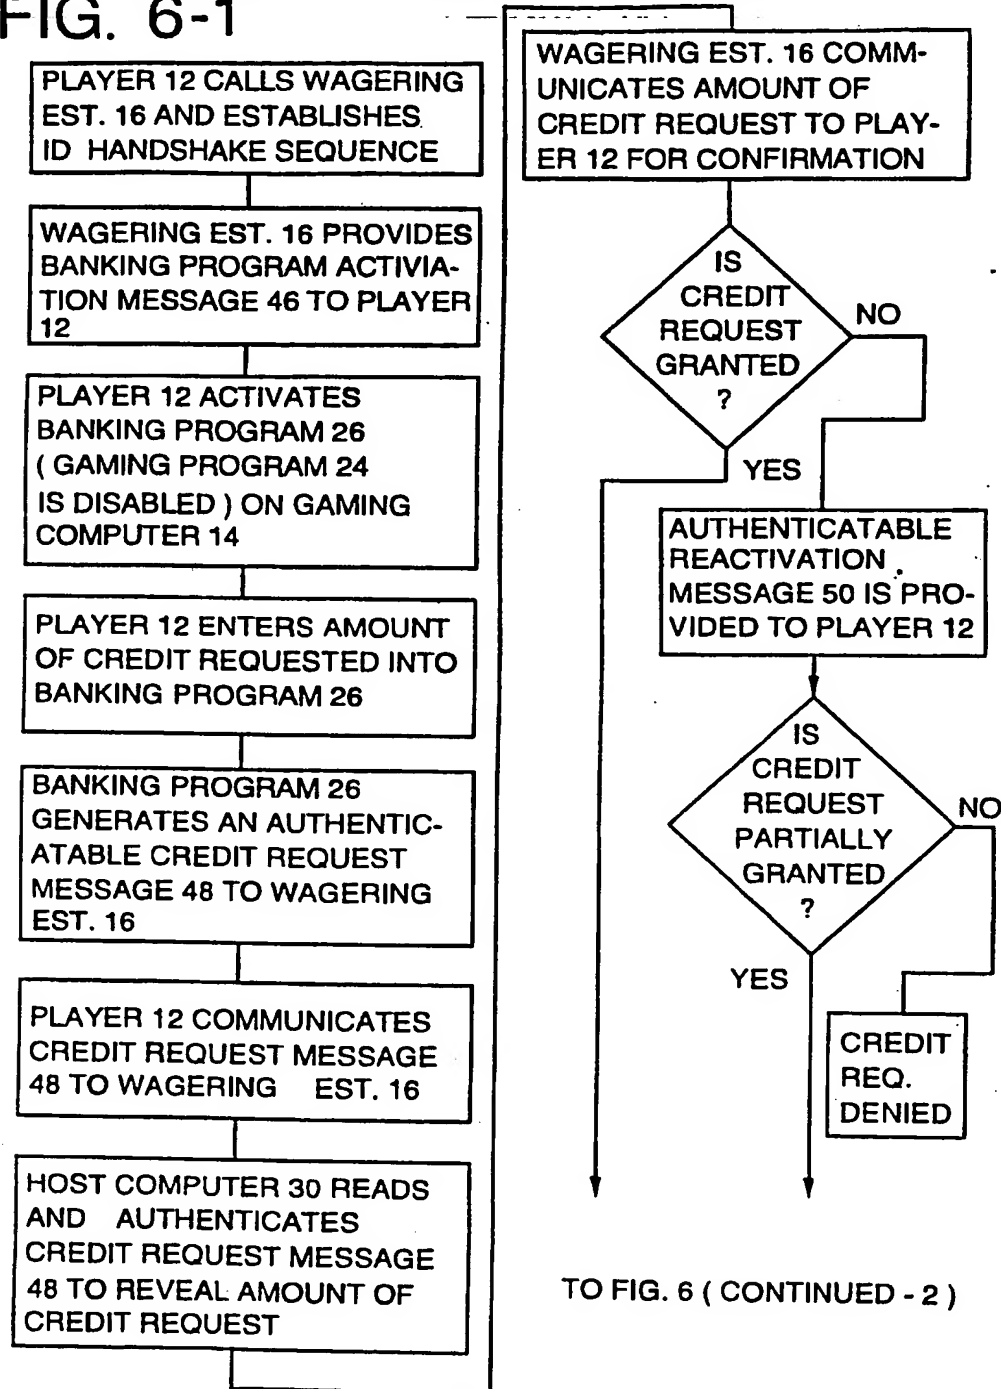 FIG. 6-1
PLAYER 12 CALLS WAGERING
EST. 16 AND ESTABLISHES
ID HANDSHAKE SEQUENCE
WAGERING EST. 16 PROVIDES
BANKING PROGRAM ACTIVIA-
TION MESSAGE 46 TO PLAYER
12
PLAYER 12 ACTIVATES
BANKING PROGRAM 26
( GAMING PROGRAM 24
IS DISABLED ) ON GAMING
COMPUTER 14
PLAYER 12 ENTERS AMOUNT
OF CREDIT REQUESTED INTO
BANKING PROGRAM 26
BANKING PROGRAM 26
GENERATES AN AUTHENTIC-
ATABLE CREDIT REQUEST
MESSAGE 48 TO WAGERING
EST. 16
PLAYER 12 COMMUNICATES
CREDIT REQUEST MESSAGE
48 TO WAGERING EST. 16
HOST COMPUTER 30 READS
AND AUTHENTICATES
CREDIT REQUEST MESSAGE
48 TO REVEAL AMOUNT OF
CREDIT REQUEST
WAGERING EST. 16 COMM-
UNICATES AMOUNT OF
CREDIT REQUEST TO PLAY-
ER 12 FOR CONFIRMATION
IS
CREDIT
REQUEST
GRANTED
?
NO
YES
AUTHENTICATABLE
REACTIVATION
MESSAGE 50 IS PRO-
VIDED TO PLAYER 12
IS
CREDIT
REQUEST
PARTIALLY
GRANTED
?
NO
YES
CREDIT
REQ.
DENIED
TO FIG. 6 ( CONTINUED - 2 )